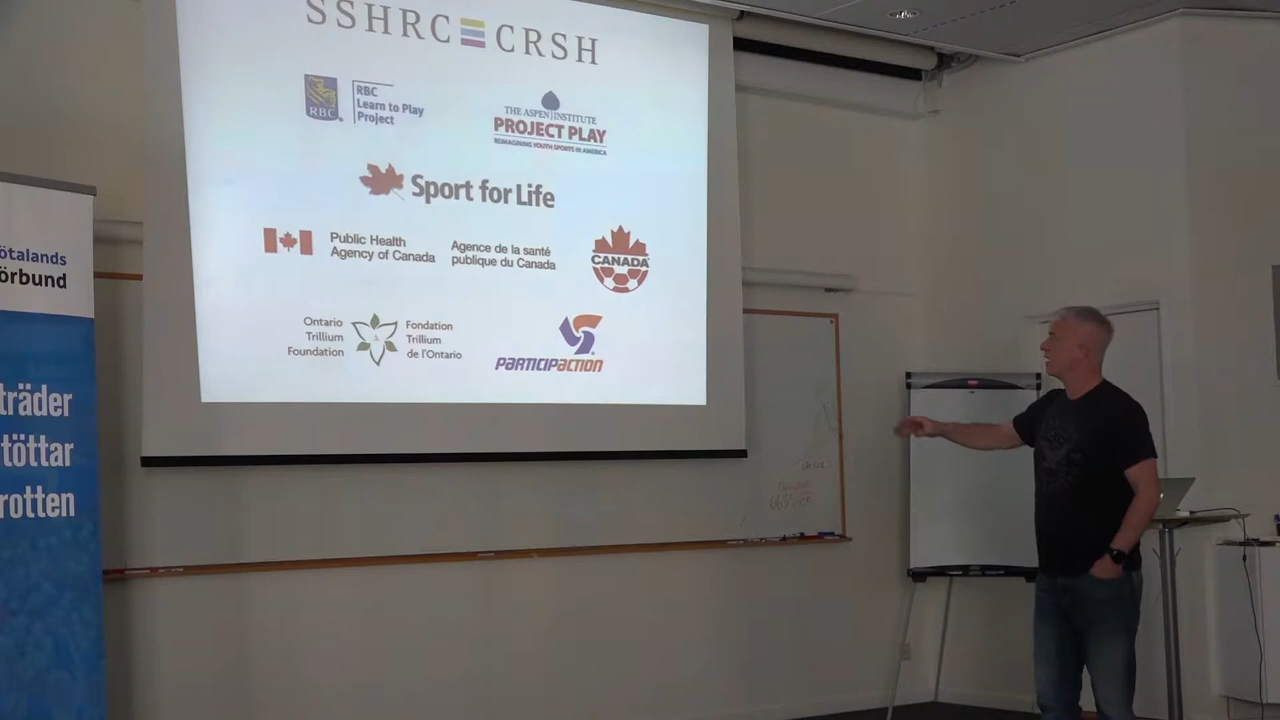 SSHRC CRSH
RBC
RBC
Learn to Play
Project
THE ASPEN INSTITUTE
PROJECT PLAY
REIMAGINING YOUTH SPORTS IN AMERICA
Sport for Life
Public Health
Agency of Canada
Agence de la santé
publique du Canada
CANADA
Ontario
Trillium
Foundation
Fondation
Trillium
de l'Ontario
PARTICIPACTION
ötalands
örbund
träder
töttar
rotten